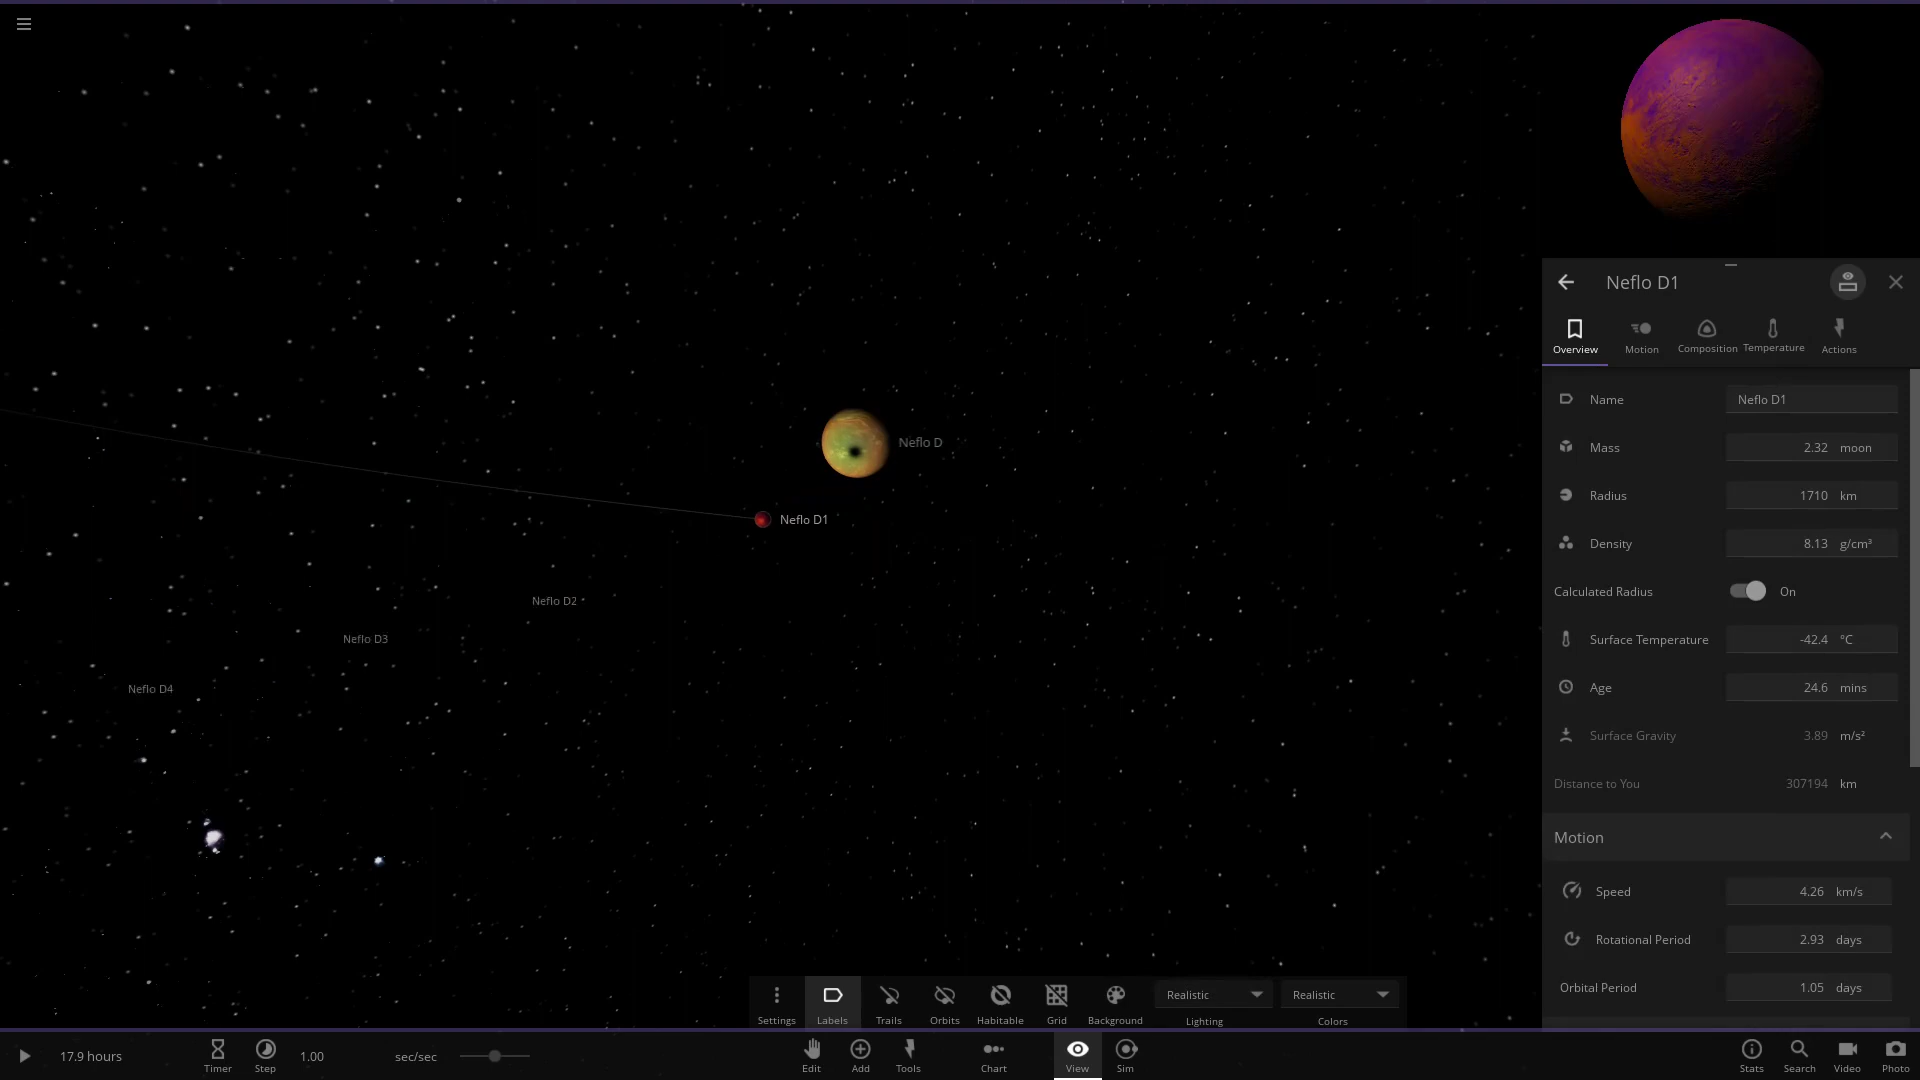 Neflo D
Neflo D1
Neflo D2
Neflo D3
Neflo D4
Neflo D1
Overview Motion Composition Temperature Actions
Name Neflo D1
Mass 2.32 moon
Radius 1710 km
Density 8.13 g/cm³
Calculated Radius On
Surface Temperature -42.4 °C
Age 24.6 mins
Surface Gravity 3.89 m/s²
Distance to You 307194 km
Motion
Speed 4.26 km/s
Rotational Period 2.93 days
Orbital Period 1.05 days
Realistic Realistic
Settings Labels Trails Orbits Habitable Grid Background Lighting Colors
17.9 hours Timer Step 1.00 sec/sec Edit Add Tools Chart View Sim Stats Search Video Photo